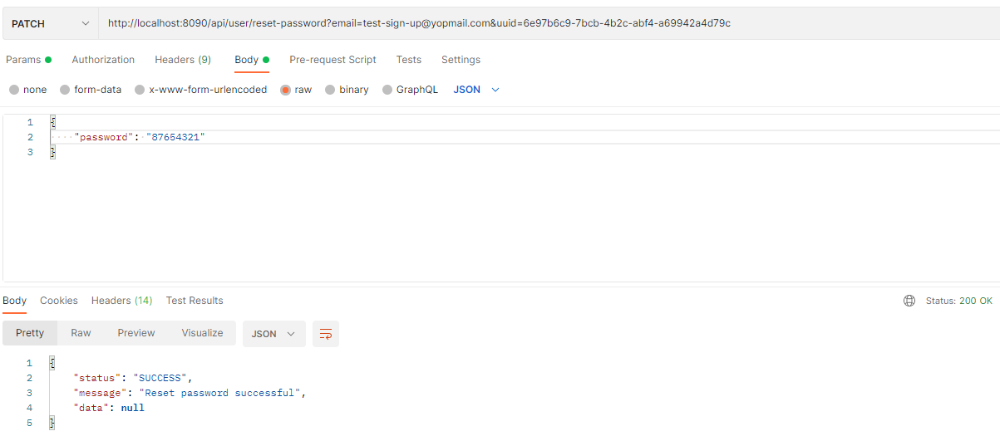 PATCH http://localhost:8090/api/user/reset-password?email=test-sign-up@yopmail.com&uuid=6e97b6c9-7bcb-4b2c-abf4-a69942a4d79c
Params Authorization Headers (9) Body Pre-request Script Tests Settings
none form-data x-www-form-urlencoded raw binary GraphQL JSON
1 {
2 "password": "87654321"
3 }
Body Cookies Headers (14) Test Results Status: 200 OK
Pretty Raw Preview Visualize JSON
1 {
2 "status": "SUCCESS",
3 "message": "Reset password successful",
4 "data": null
5 }